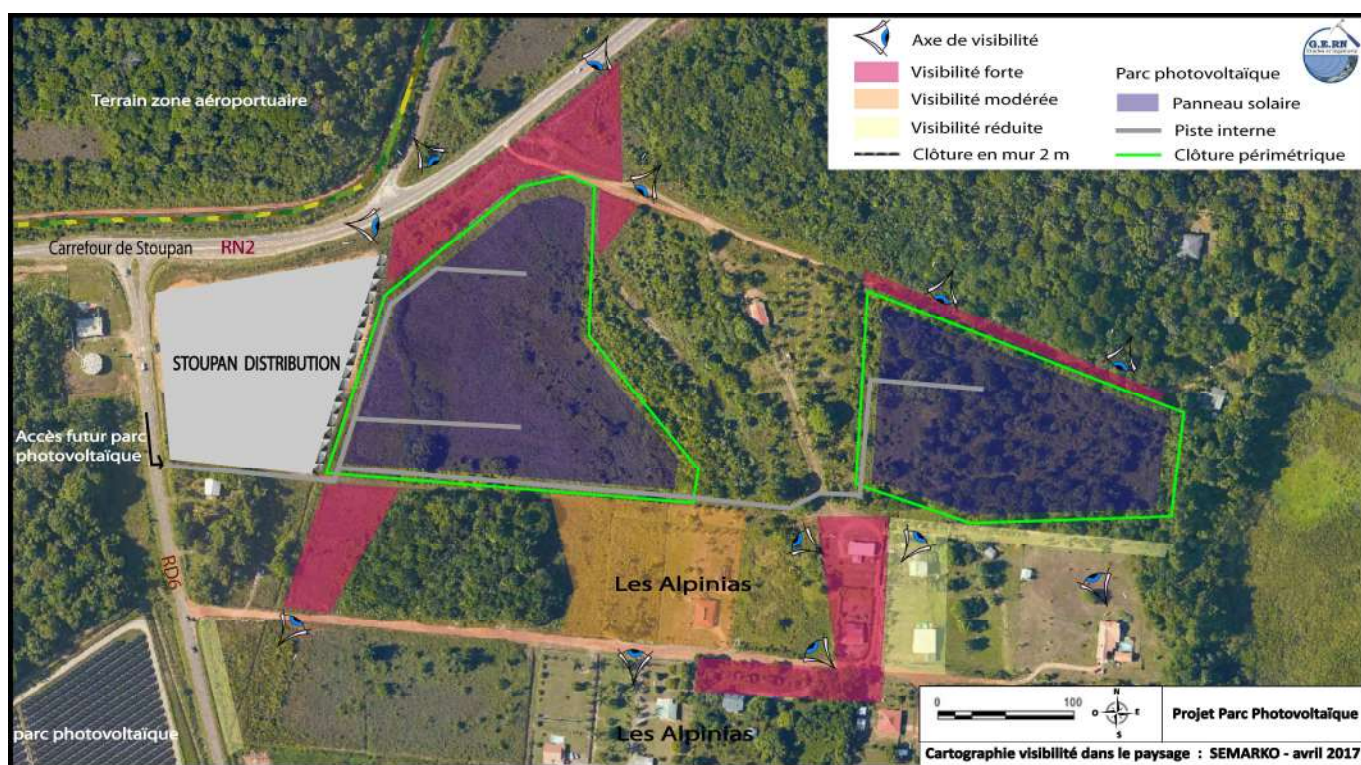 Axe de visibilité
Visibilité forte
Visibilité modérée
Visibilité réduite
Clôture en mur 2 m
G.E.RN
Parc photovoltaïque
Panneau solaire
Piste interne
Clôture périmétrique
Terrain zone aéroportuaire
Carrefour de Stoupan
RN2
STOUPAN DISTRIBUTION
Accès futur parc
photovoltaïque
RD6
Les Alpinias
parc photovoltaïque
Les Alpinias
0 100
N
O E
S
Projet Parc Photovoltaïque
Cartographie visibilité dans le paysage : SEMARKO - avril 2017